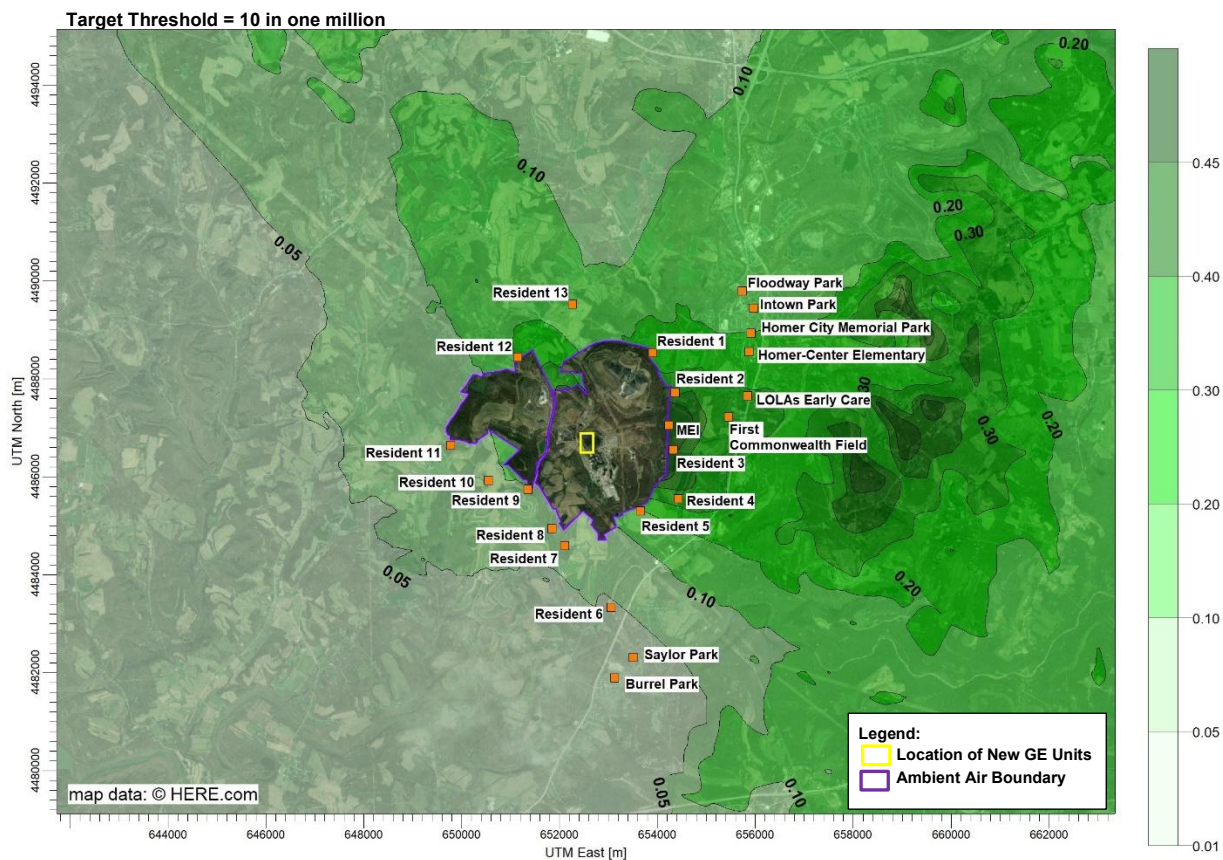 Target Threshold = 10 in one million
0.20
0.10
0.10
0.20
0.30
0.05
Floodway Park
Resident 13
Intown Park
Homer City Memorial Park
Resident 1
Resident 12
Homer-Center Elementary
Resident 2
LOLAs Early Care
MEI
First
Commonwealth Field
.30
0.30
0.20
Resident 11
Resident 3
Resident 10
Resident 9
Resident 4
Resident 5
Resident 8
Resident 7
0.05
0.20
0.10
Resident 6
Saylor Park
Burrel Park
0.05
0.10
Legend:
Location of New GE Units
Ambient Air Boundary
map data: © HERE.com
4494000
4492000
4490000
4488000
4486000
4484000
4482000
4480000
UTM North [m]
644000 646000 648000 650000 652000 654000 656000 658000 660000 662000
UTM East [m]
0.45
0.40
0.30
0.20
0.10
0.05
0.01